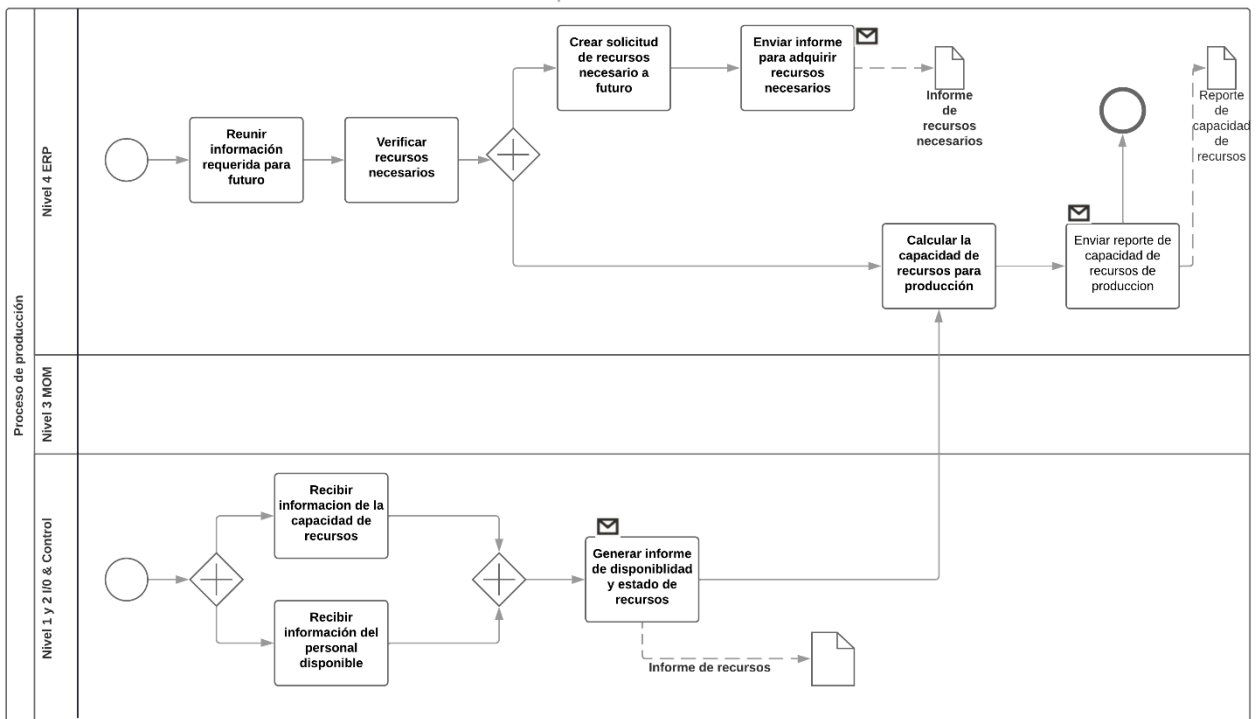 Proceso de producción
Nivel 4 ERP
Reunir
información
requerida para
futuro
Verificar
recursos
necesarios
Crear solicitud
de recursos
necesario a
futuro
Enviar informe
para adquirir
recursos
necesarios
Informe
de
recursos
necesarios
Calcular la
capacidad de
recursos para
producción
Enviar reporte de
capacidad de
recursos de
produccion
Reporte
de
capacidad
de
recursos
Nivel 3 MOM
Nivel 1 y 2 I/0 & Control
Recibir
informacion de la
capacidad de
recursos
Recibir
información del
personal
disponible
Generar informe
de disponiblidad
y estado de
recursos
Informe de recursos